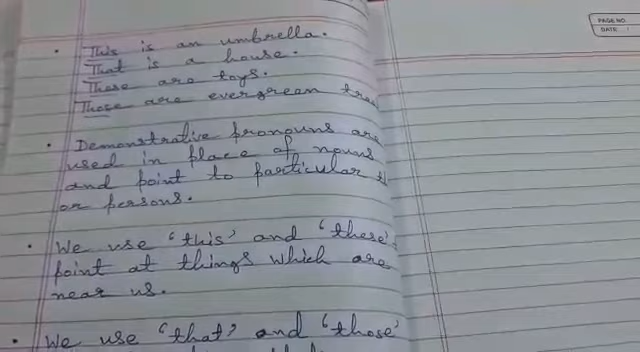 This is an umbrella.
That is a house.
These are toys.
Those are evergreen
Demonstrative pronouns are
used in place of nouns
and point to particular
or persons.
We use 'this' and 'these'
point at things which are
near us.
We use 'that' and 'those'
PAGE NO.
DATE :